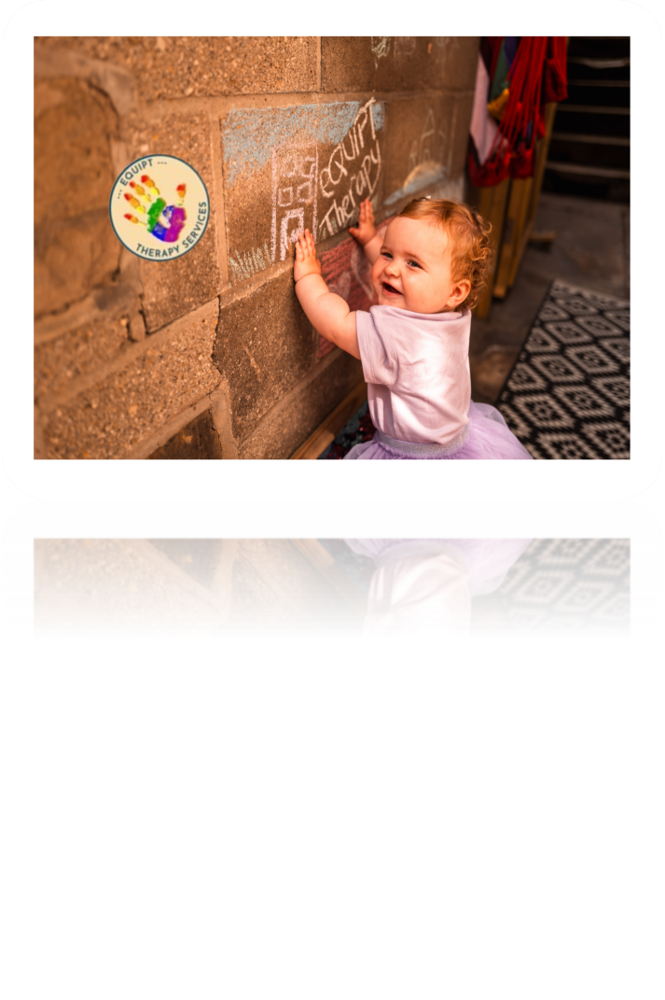 ·· EQUIPT ···
THERAPY SERVICES
EQUIPT
Therapy